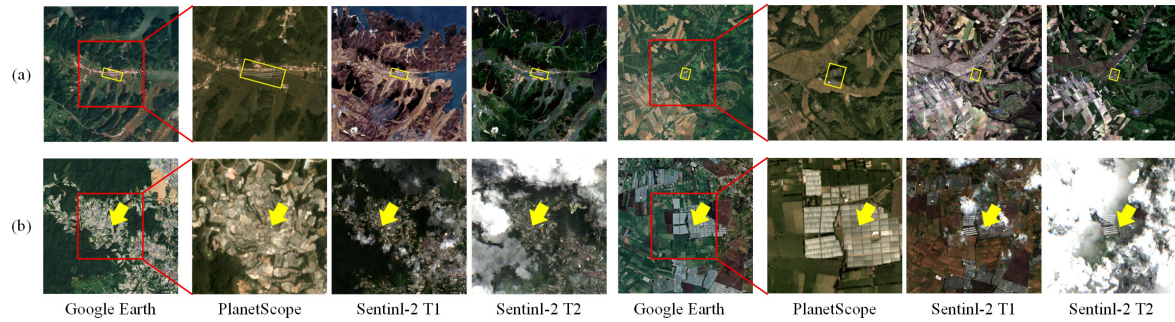 (a)
(b)
Google Earth PlanetScope Sentinl-2 T1 Sentinl-2 T2 Google Earth PlanetScope Sentinl-2 T1 Sentinl-2 T2